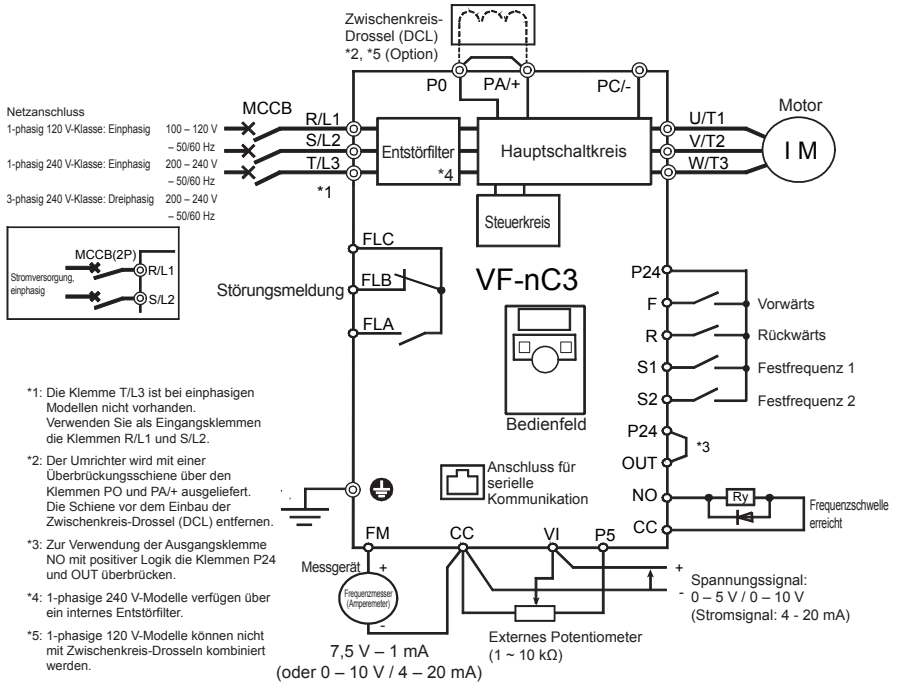 Zwischenkreis-
Drossel (DCL)
*2, *5 (Option)
P0
PA/+
PC/-
Netzanschluss
MCCB
1-phasig 120 V-Klasse: Einphasig 100 – 120 V
– 50/60 Hz
1-phasig 240 V-Klasse: Einphasig 200 – 240 V
– 50/60 Hz
3-phasig 240 V-Klasse: Dreiphasig 200 – 240 V
– 50/60 Hz
R/L1
S/L2
T/L3
*1
Entstörfilter
*4
Hauptschaltkreis
Steuerkreis
U/T1
V/T2
W/T3
Motor
I M
MCCB(2P)
Stromversorgung,
einphasig
R/L1
S/L2
FLC
FLB
FLA
Störungsmeldung
VF-nC3
Bedienfeld
Anschluss für
serielle
Kommunikation
P24
F
Vorwärts
R
Rückwärts
S1
Festfrequenz 1
S2
Festfrequenz 2
P24
*3
OUT
NO
Ry
CC
Frequenzschwelle
erreicht
*1: Die Klemme T/L3 ist bei einphasigen
Modellen nicht vorhanden.
Verwenden Sie als Eingangsklemmen
die Klemmen R/L1 und S/L2.
*2: Der Umrichter wird mit einer
Überbrückungsschiene über den
Klemmen PO und PA/+ ausgeliefert.
Die Schiene vor dem Einbau der
Zwischenkreis-Drossel (DCL) entfernen.
*3: Zur Verwendung der Ausgangsklemme
NO mit positiver Logik die Klemmen P24
und OUT überbrücken.
*4: 1-phasige 240 V-Modelle verfügen über
ein internes Entstörfilter.
*5: 1-phasige 120 V-Modelle können nicht
mit Zwischenkreis-Drosseln kombiniert
werden.
FM
CC
VI
P5
Messgerät
+
Frequenzmesser
(Amperemeter)
-
7,5 V – 1 mA
(oder 0 – 10 V / 4 – 20 mA)
Externes Potentiometer
(1 ~ 10 kΩ)
+
-
Spannungssignal:
0 – 5 V / 0 – 10 V
(Stromsignal: 4 - 20 mA)